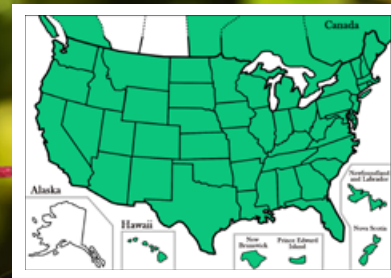 Canada
Alaska
Hawaii
New
Brunswick
Prince Edward
Island
Newfoundland
and Labrador
Nova Scotia